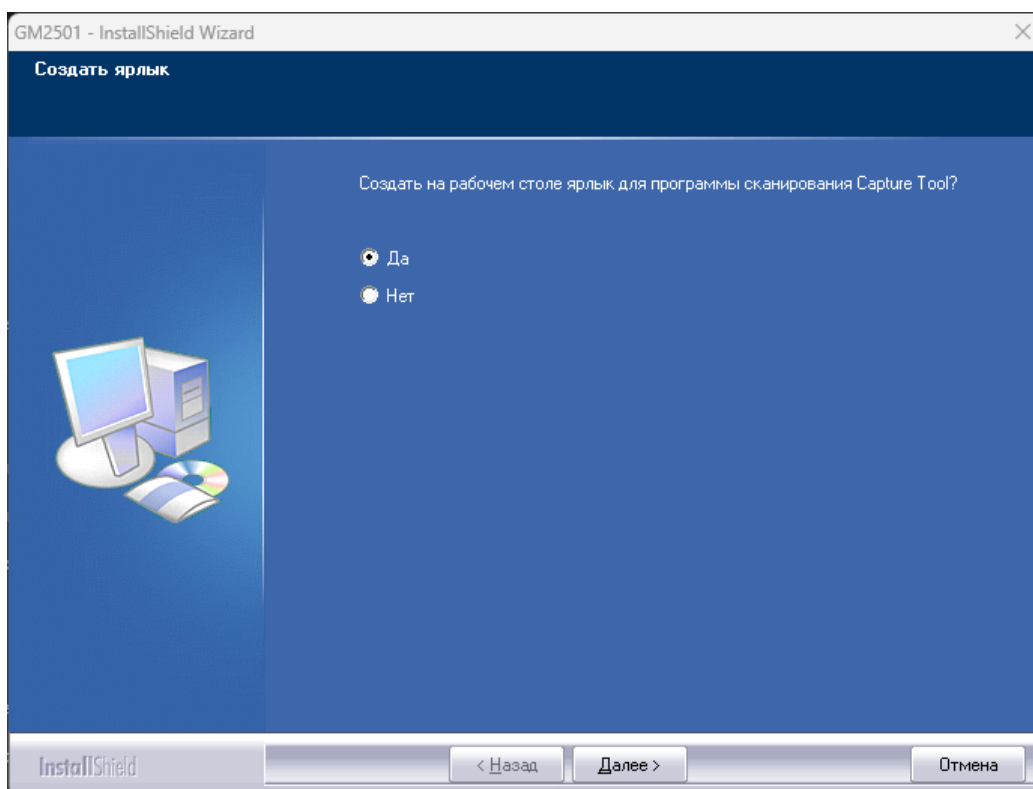 GM2501 - InstallShield Wizard
Создать ярлык
Создать на рабочем столе ярлык для программы сканирования Capture Tool?
Да
Нет
InstallShield
< Назад
Далее >
Отмена